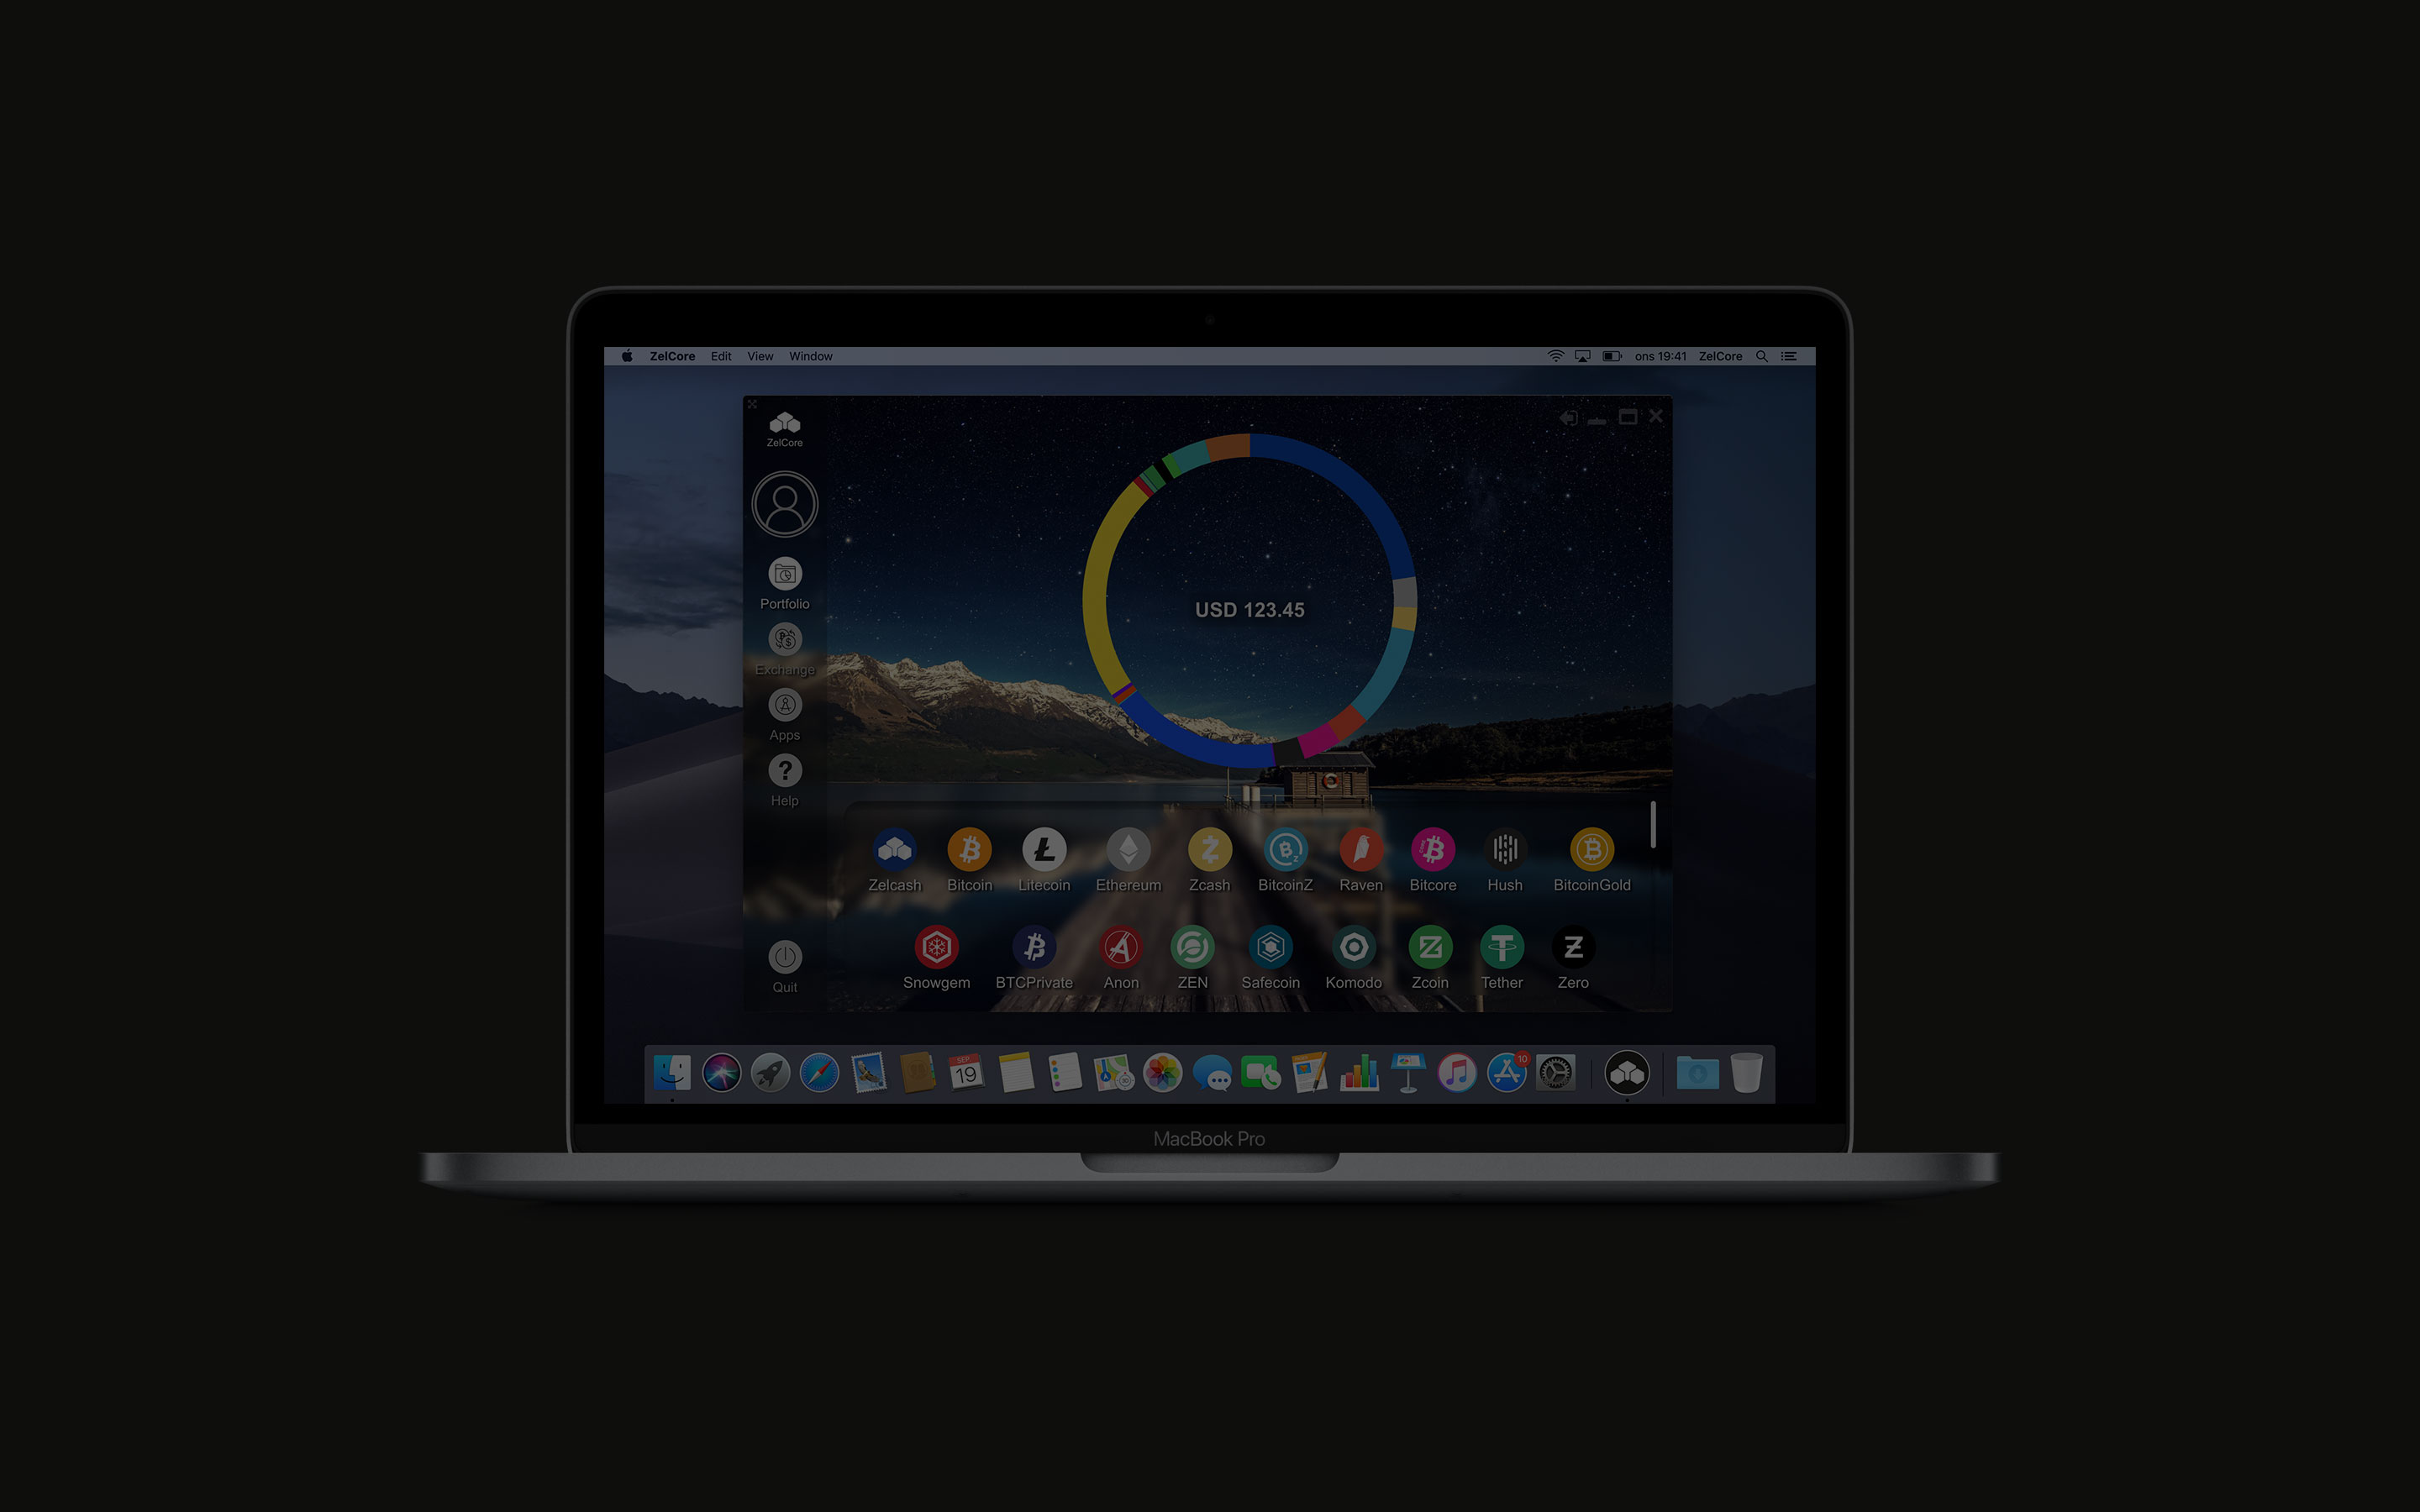 ZelCore Edit View Window ons 19:41 ZelCore
ZelCore
USD 123.45
Portfolio
Exchange
Apps
Help
Zelcash Bitcoin Litecoin Ethereum Zcash BitcoinZ Raven Bitcore Hush BitcoinGold
Snowgem BTCPrivate Anon ZEN Safecoin Komodo Zcoin Tether Zero
Quit
SEP
19
10
MacBook Pro